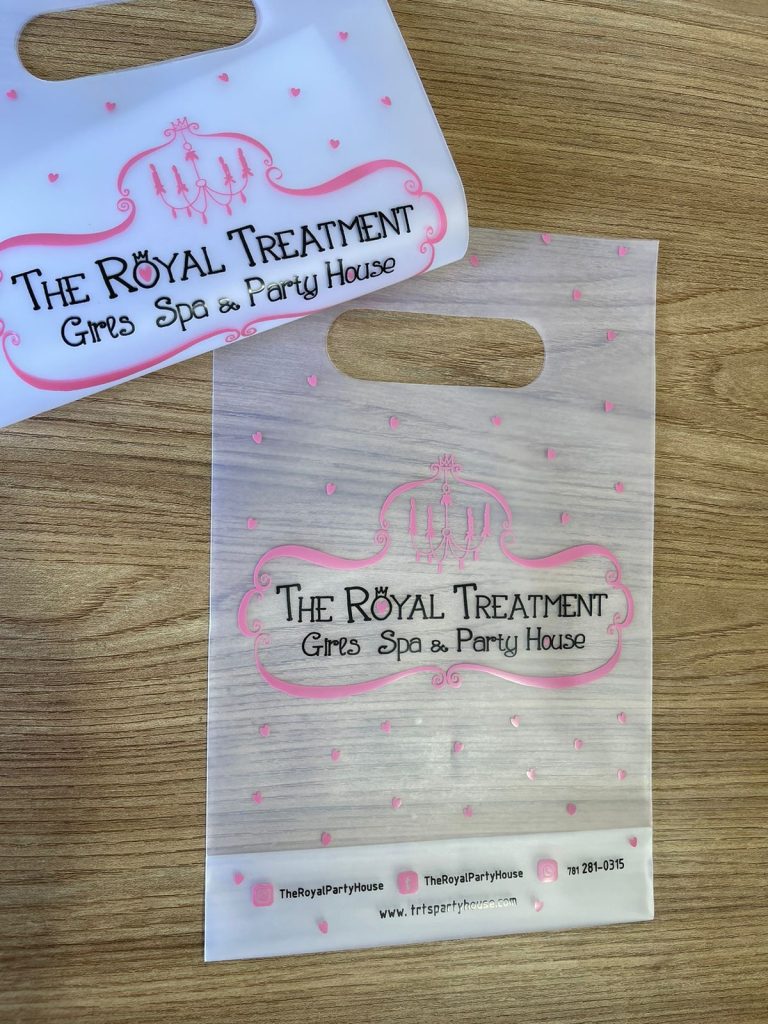 THE ROYAL TREATMENT
GIRLS SPA & PARTY HOUSE
THE ROYAL TREATMENT
GIRLS SPA & PARTY HOUSE
TheRoyalPartyHouse TheRoyalPartyHouse 781 281-0315
www.trtspartyhouse.com